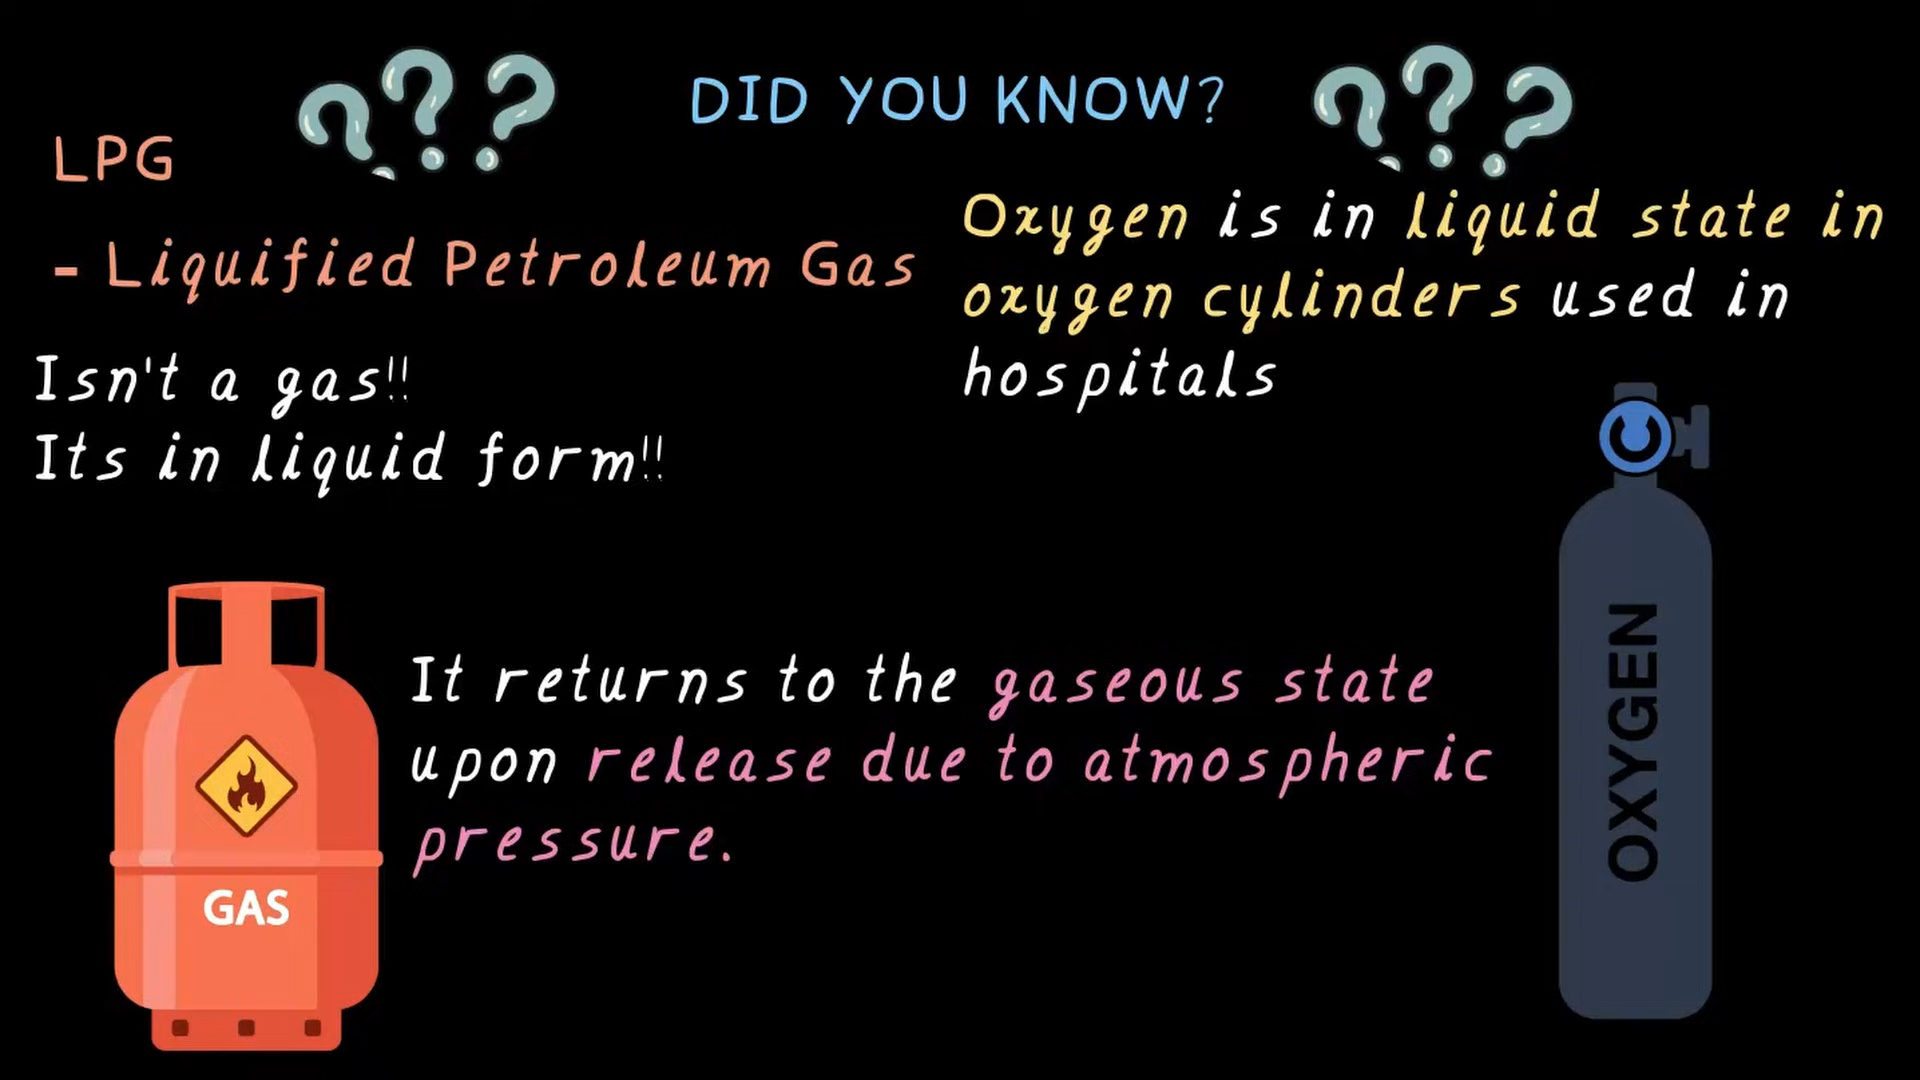 DID YOU KNOW?
LPG
- Liquified Petroleum Gas
Isn't a gas!!
Its in liquid form!!
Oxygen is in liquid state in
oxygen cylinders used in
hospitals
It returns to the gaseous state
upon release due to atmospheric
pressure.
GAS
OXYGEN